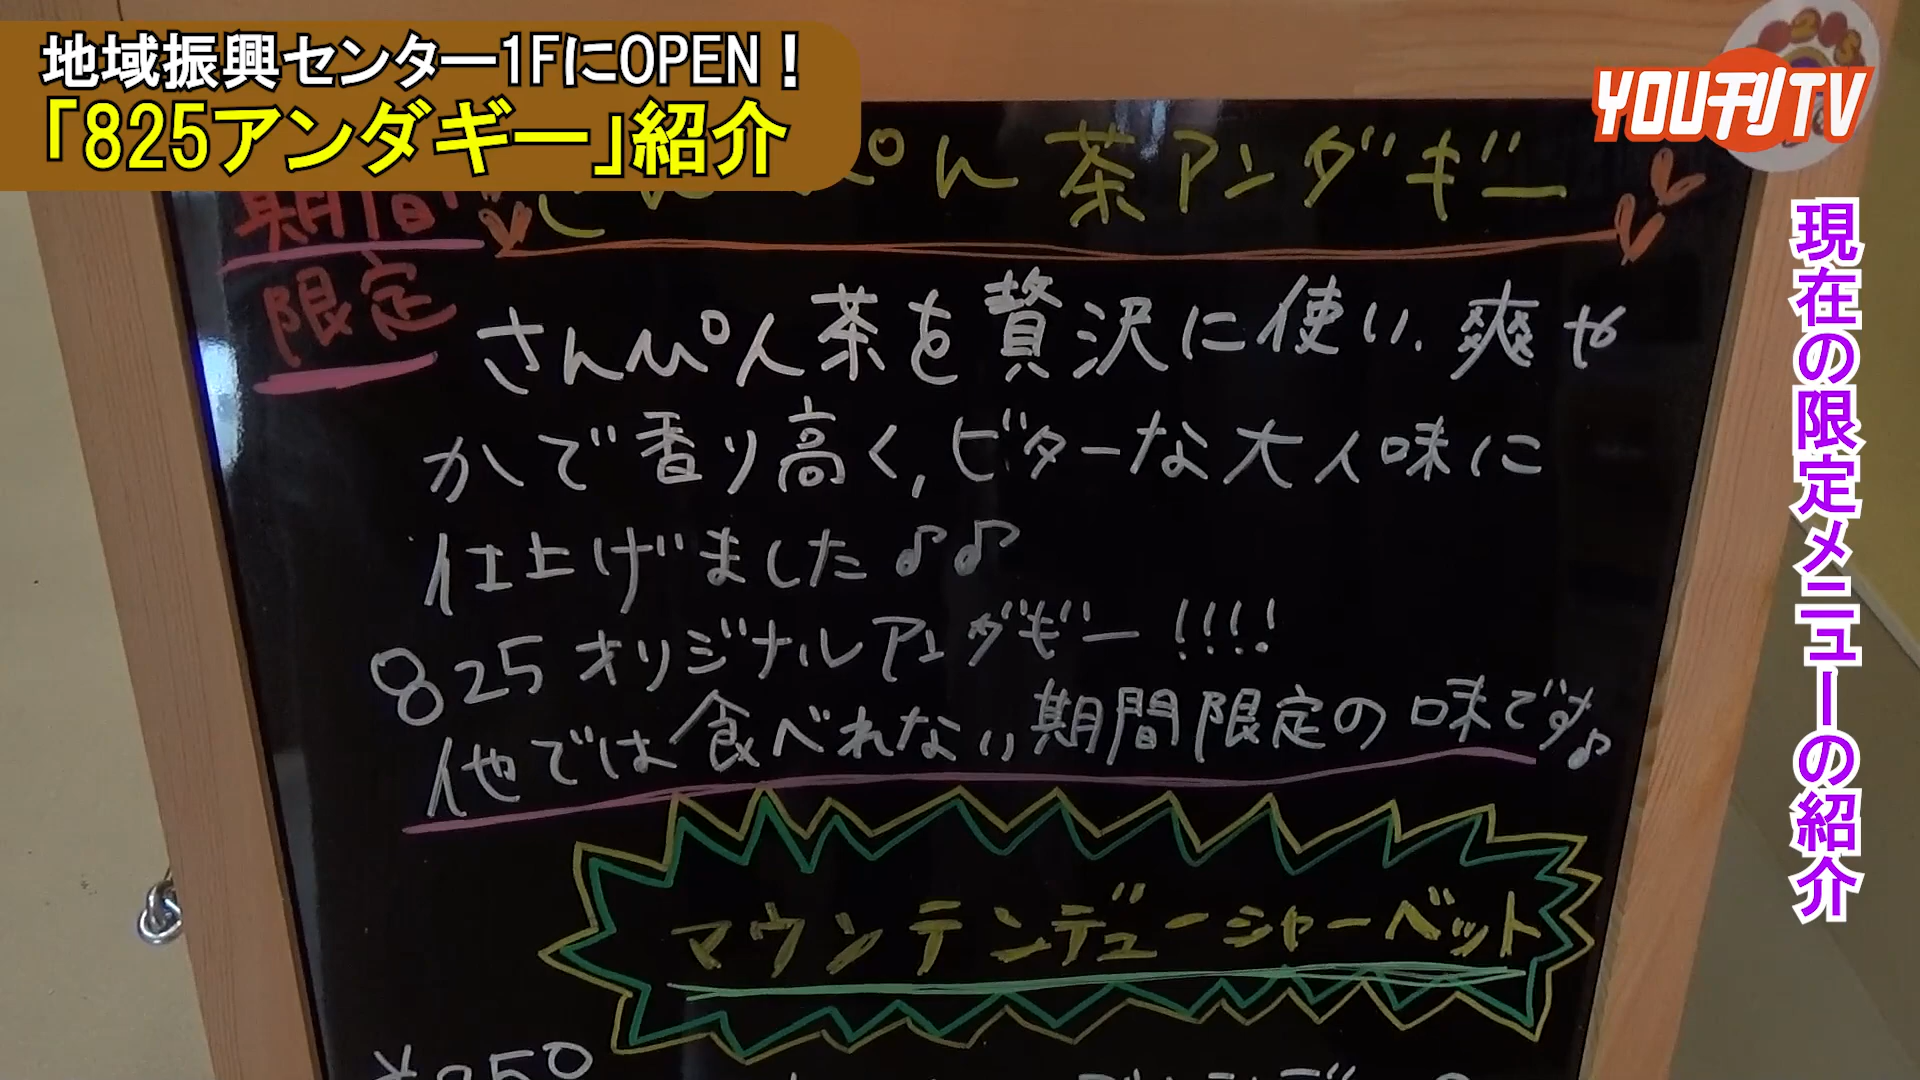 地域振興センター1FにOPEN！
「825アンダギー」紹介
YOU刊TV
現在の限定メニューの紹介
期間
限定
ぴん茶アンダギー
さんぴん茶を贅沢に使い、爽や
かで香り高く,ビターな大人味に
仕上げました♪♪
825オリジナルアンダギー!!!!
他では食べれない期間限定の味です♪
マウンテンデューシャーベット
¥350